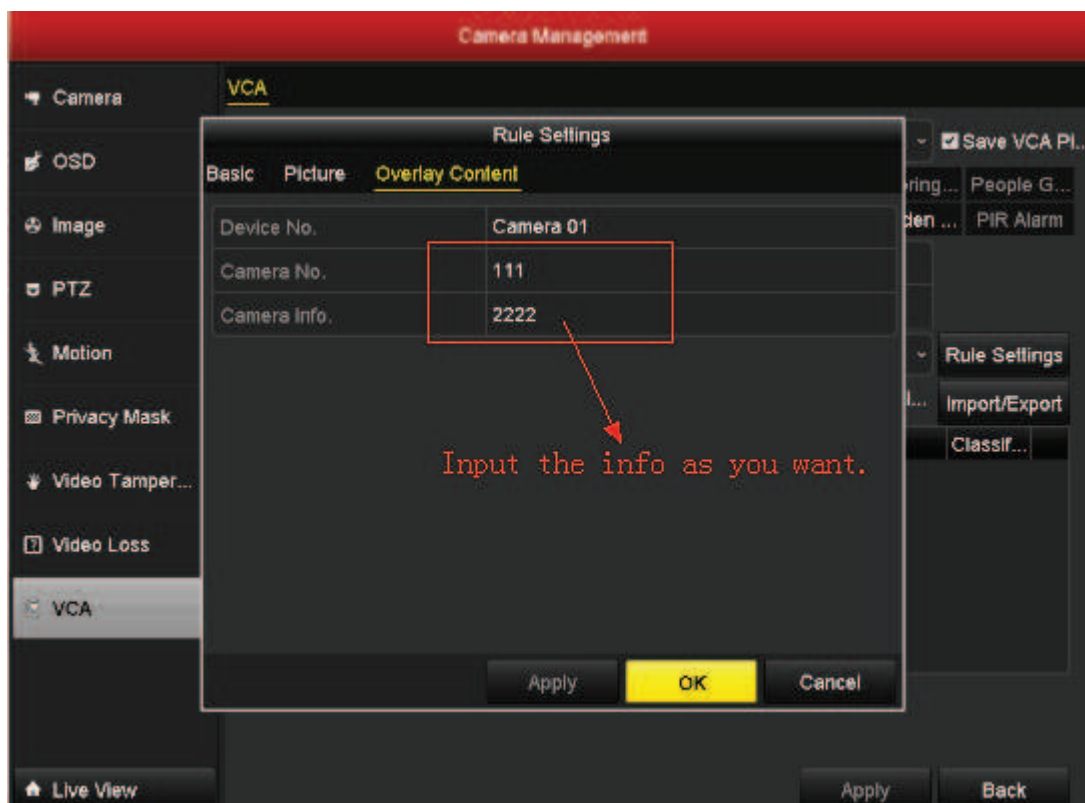 Camera Management
Camera
OSD
Image
PTZ
Motion
Privacy Mask
Video Tamper...
Video Loss
VCA
Live View
VCA
Save VCA Pi...
People G...
PIR Alarm
Rule Settings
Import/Export
Classif...
Rule Settings
Basic Picture Overlay Content
Device No. Camera 01
Camera No. 111
Camera Info. 2222
Input the info as you want.
Apply OK Cancel
Apply Back